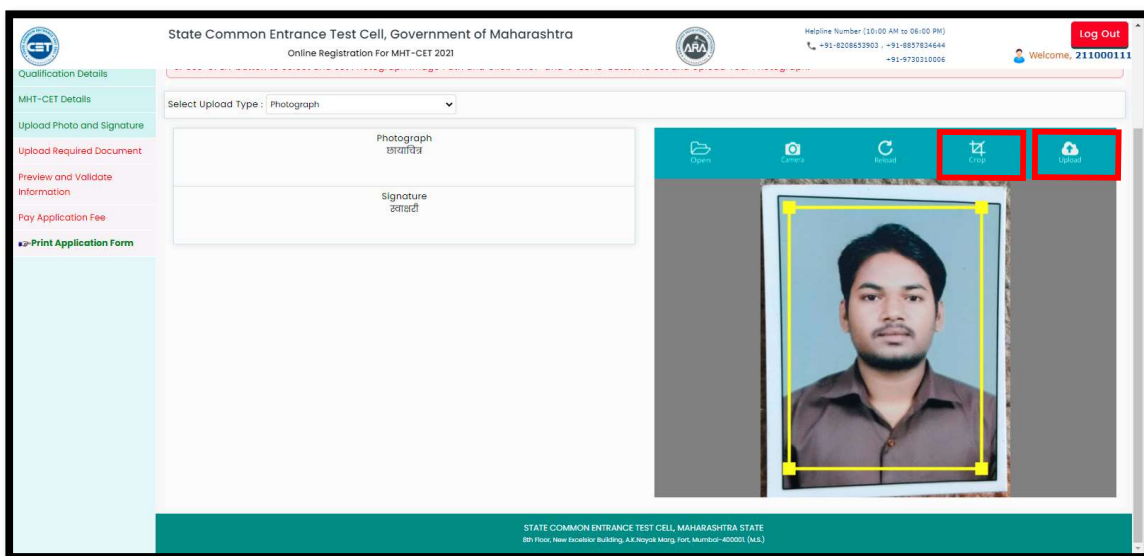 State Common Entrance Test Cell, Government of Maharashtra
Online Registration For MHT-CET 2021
CET
ARA
Helpline Number (10:00 AM to 06:00 PM)
+91-8208653903 , +91-8857834644
+91-9730310006
Log Out
Welcome, 211000111
Qualification Details
MHT-CET Details
Upload Photo and Signature
Upload Required Document
Preview and Validate
Information
Pay Application Fee
Print Application Form
Select Upload Type : Photograph
Photograph
छायाचित्र
Signature
स्वाक्षरी
Open
Camera
Reload
Crop
Upload
STATE COMMON ENTRANCE TEST CELL, MAHARASHTRA STATE
8th Floor, New Excelsior Building, A.K.Nayak Marg, Fort, Mumbai-400001. (M.S.)